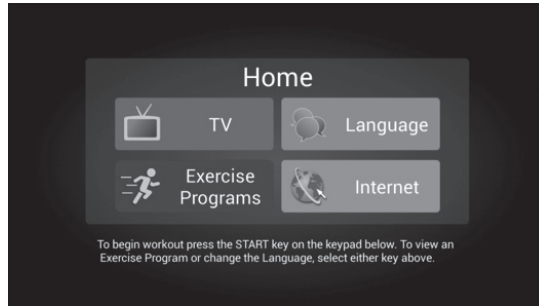 Home
TV
Language
Exercise
Programs
Internet
To begin workout press the START key on the keypad below. To view an
Exercise Program or change the Language, select either key above.